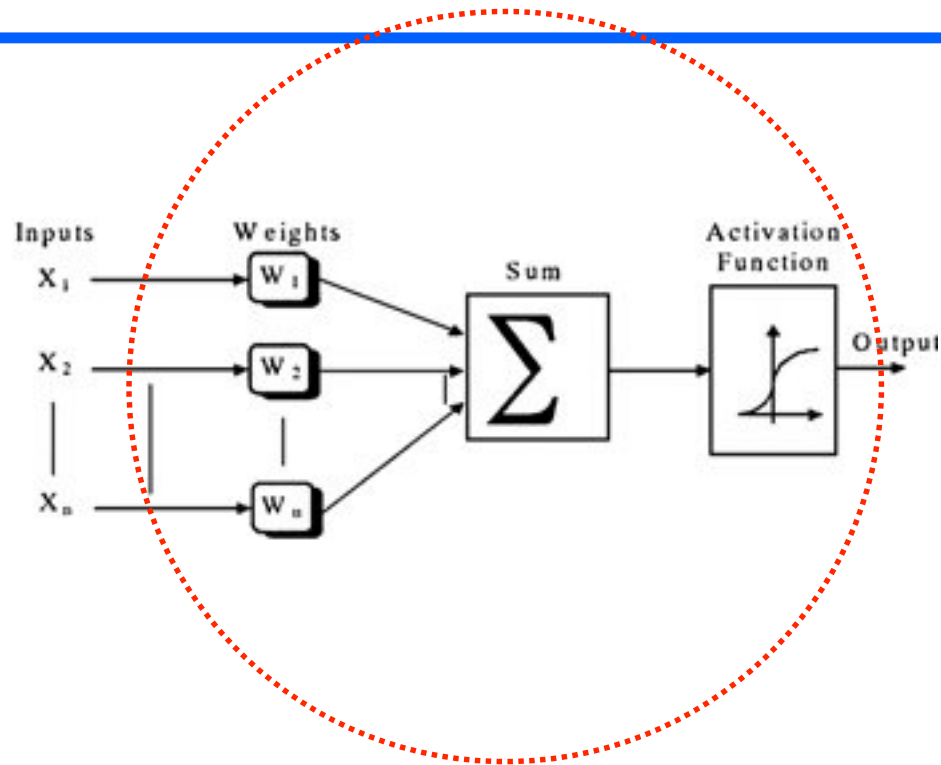 Inputs
Weights
Sum
Activation
Function
X₁
W₁
X₂
W₂
Σ
Output
Xₙ
Wₙ